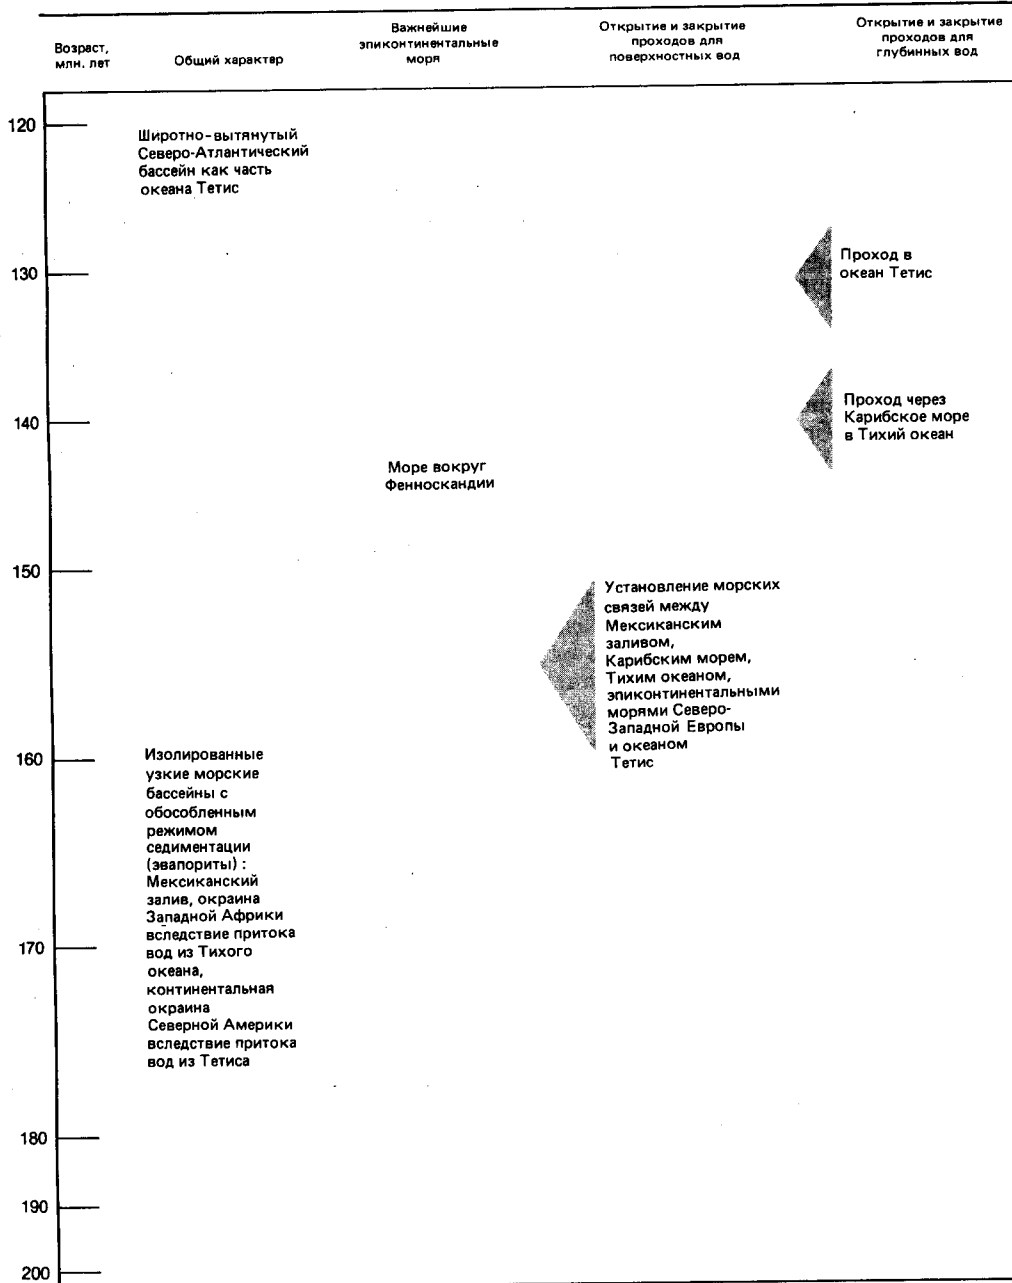 Возраст,
млн. лет
Общий характер
Важнейшие
эпиконтинентальные
моря
Открытие и закрытие
проходов для
поверхностных вод
Открытие и закрытие
проходов для
глубинных вод
120
Широтно-вытянутый
Северо-Атлантический
бассейн как часть
океана Тетис
130
Проход в
океан Тетис
140
Проход через
Карибское море
в Тихий океан
Море вокруг
Фенноскандии
150
Установление морских
связей между
Мексиканским
заливом,
Карибским морем,
Тихим океаном,
эпиконтинентальными
морями Северо-
Западной Европы
и океаном
Тетис
160
Изолированные
узкие морские
бассейны с
обособленным
режимом
седиментации
(эвапориты) :
Мексиканский
залив, окраина
Западной Африки
вследствие притока
вод из Тихого
океана,
континентальная
окраина
Северной Америки
вследствие притока
вод из Тетиса
170
180
190
200